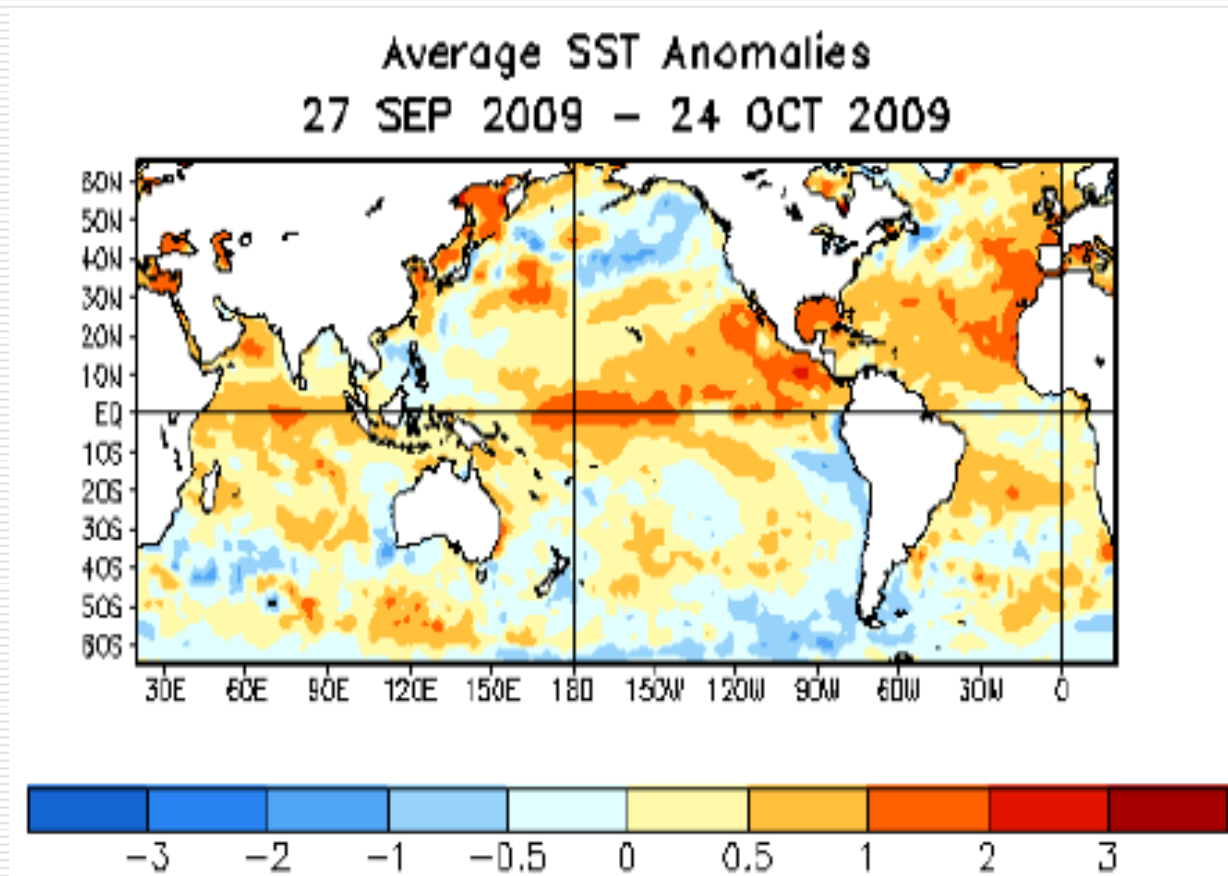 Average SST Anomalies
27 SEP 2009 – 24 OCT 2009
60N
50N
40N
30N
20N
10N
EQ
10S
20S
30S
40S
50S
60S
30E 60E 90E 120E 150E 180 150W 120W 90W 60W 30W 0
-3 -2 -1 -0.5 0 0.5 1 2 3